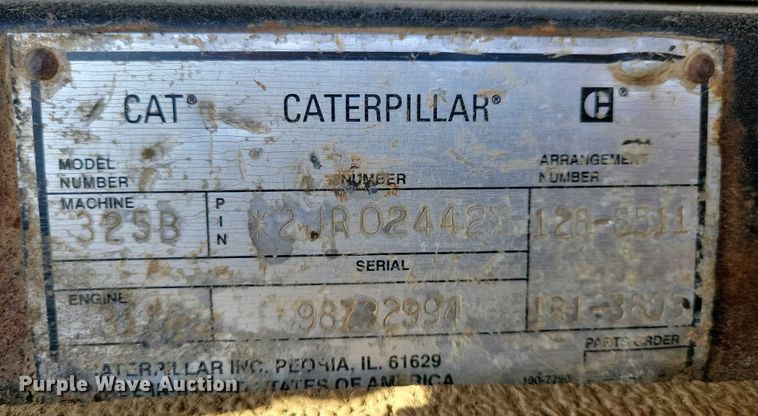 CAT® CATERPILLAR® ®
MODEL NUMBER
NUMBER
ARRANGEMENT NUMBER
MACHINE 325B
PIN *2JR02442* 128-8511
SERIAL
ENGINE
PARTS ORDER
CATERPILLAR INC. PEORIA, IL. 61629
STATES OF AMERICA
Purple Wave Auction